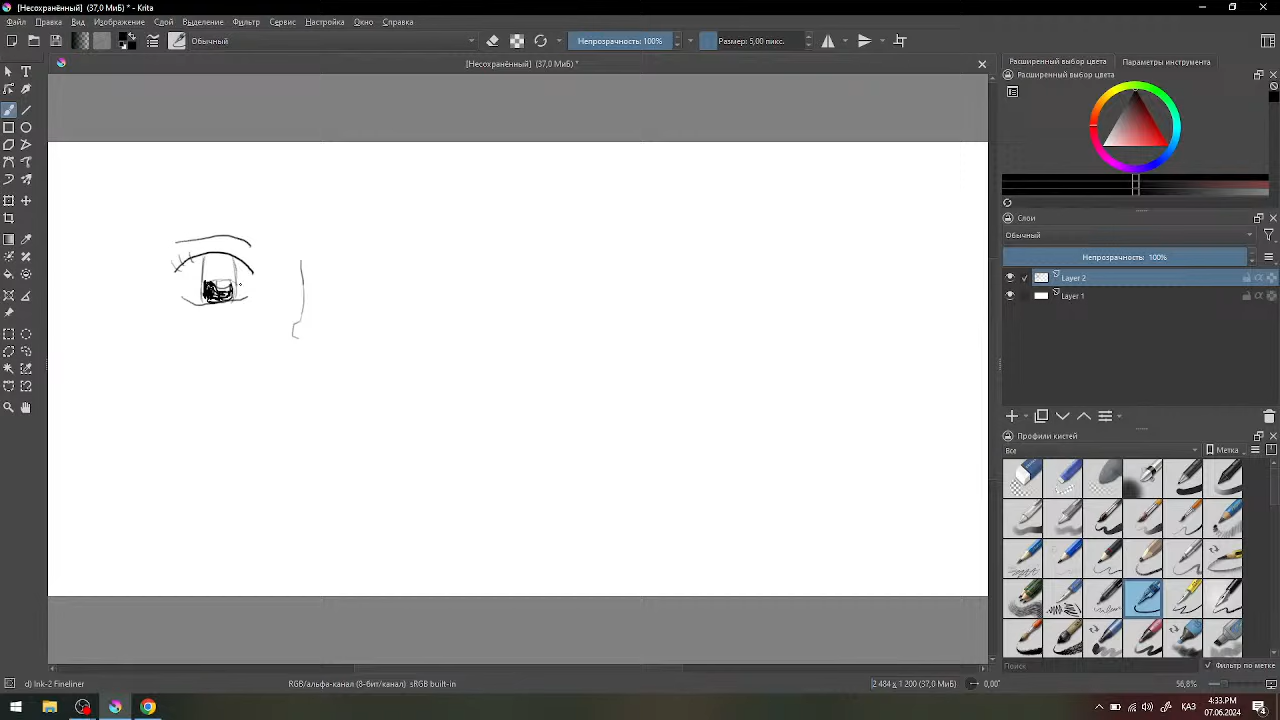 [Несохранённый] (37,0 МиБ) * - Krita
Файл Правка Вид Изображение Слой Выделение Фильтр Сервис Настройка Окно Справка
Обычный
Непрозрачность: 100%
Размер: 5,00 пикс.
[Несохранённый] (37,0 МиБ) *
Расширенный выбор цвета
Параметры инструмента
Расширенный выбор цвета
Слои
Обычный
Непрозрачность: 100%
Layer 2
Layer 1
Профили кистей
Все
Метка
Поиск
Фильтр по метке
d) Ink-2 Fineliner
RGB/альфа-канал (8-бит/канал) sRGB built-in
2 484 x 1 200 (37,0 МиБ)
0,00°
56,8%
ҚАЗ
4:33 PM
07.06.2024